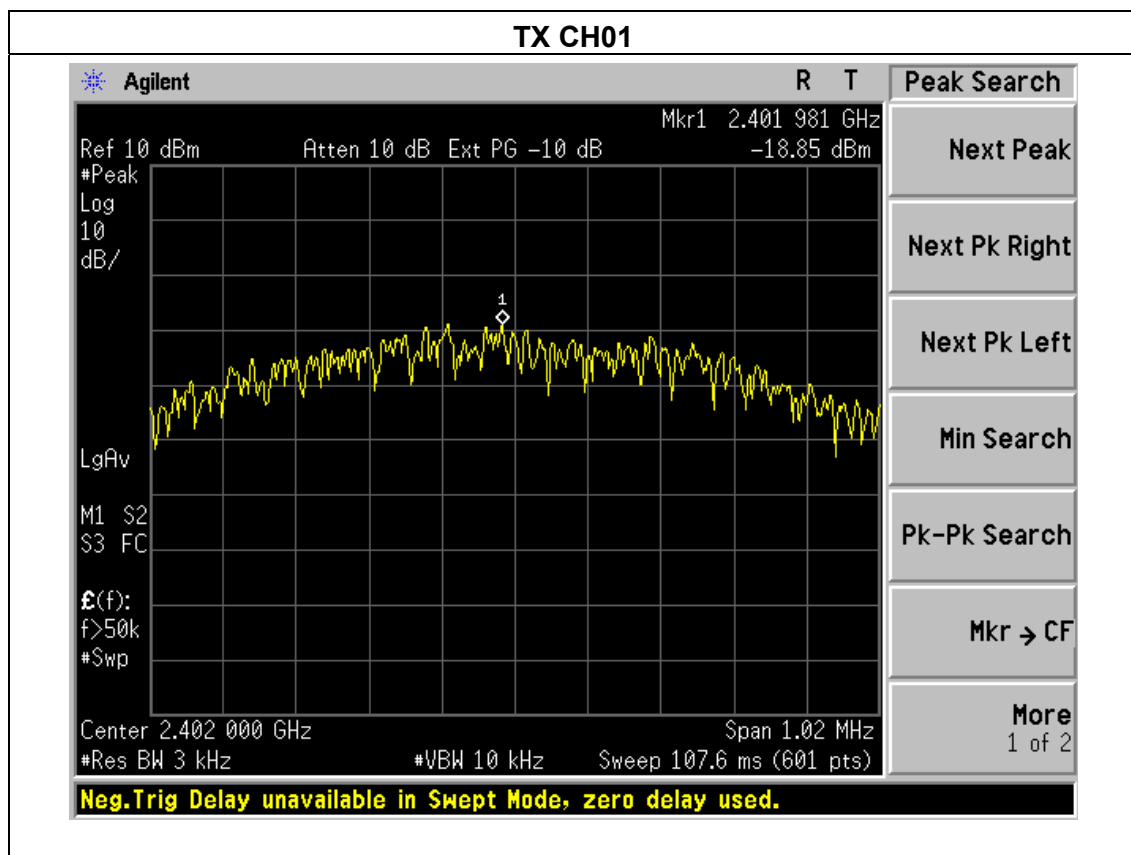 TX CH01
Agilent R T
Peak Search
Mkr1 2.401 981 GHz
Ref 10 dBm Atten 10 dB Ext PG -10 dB -18.85 dBm
#Peak
Log
10
dB/
1
LgAv
M1 S2
S3 FC
£(f):
f>50k
#Swp
Center 2.402 000 GHz Span 1.02 MHz
#Res BW 3 kHz #VBW 10 kHz Sweep 107.6 ms (601 pts)
Neg.Trig Delay unavailable in Swept Mode, zero delay used.
Next Peak
Next Pk Right
Next Pk Left
Min Search
Pk-Pk Search
Mkr → CF
More
1 of 2